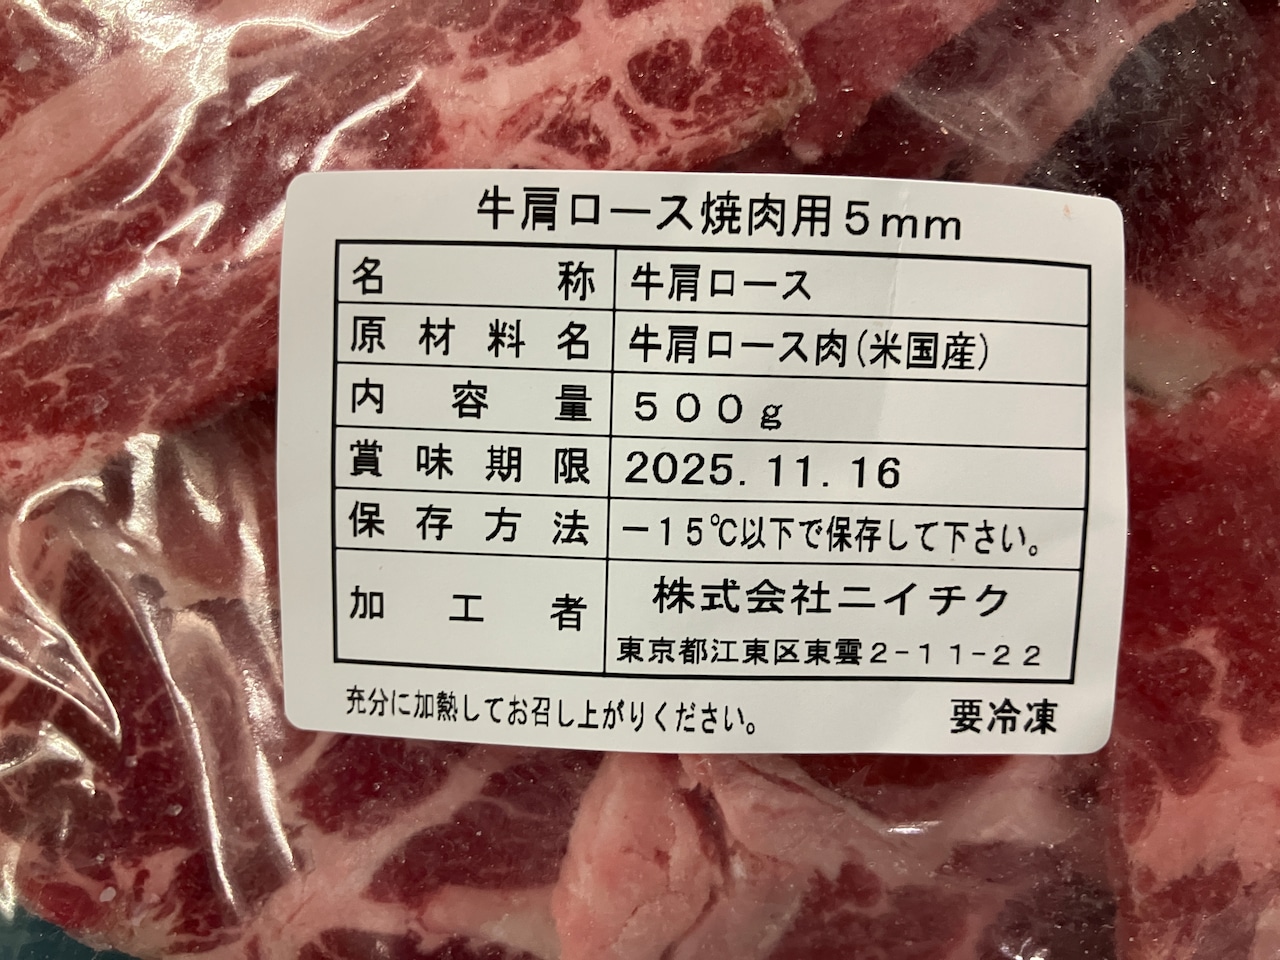 牛肩ロース焼肉用5mm
名称 牛肩ロース
原材料名 牛肩ロース肉(米国産)
内容量 500g
賞味期限 2025.11.16
保存方法 -15℃以下で保存して下さい。
加工者 株式会社ニイチク
東京都江東区東雲2-11-22
充分に加熱してお召し上がりください。 要冷凍